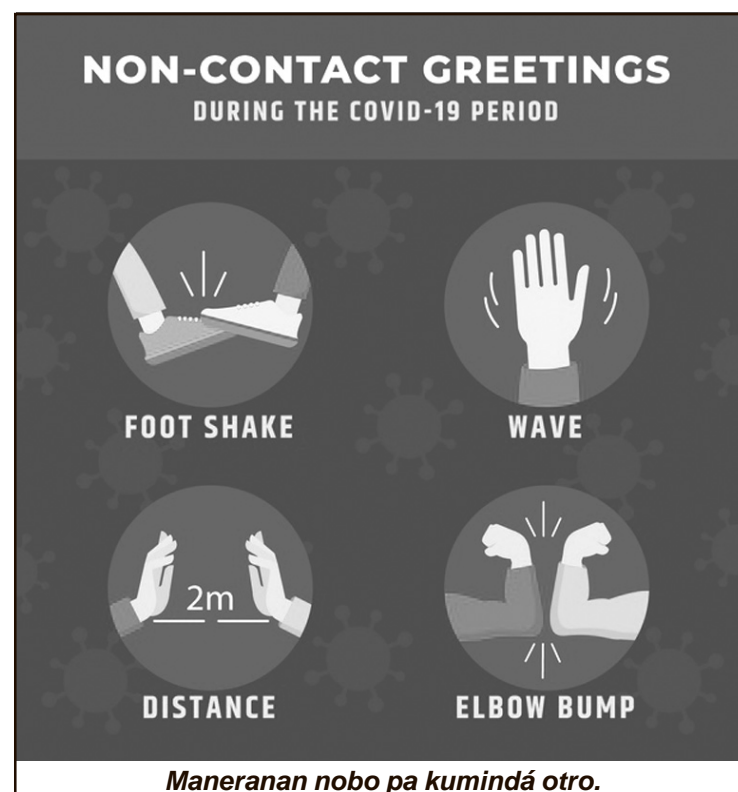 NON-CONTACT GREETINGS
DURING THE COVID-19 PERIOD
FOOT SHAKE
WAVE
2m
DISTANCE
ELBOW BUMP
Maneranan nobo pa kumindá otro.